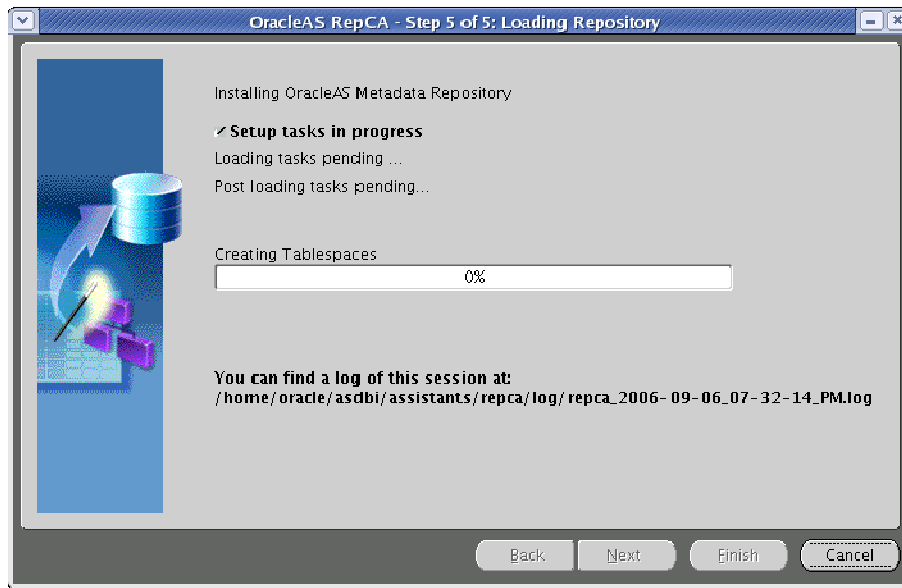 OracleAS RepCA - Step 5 of 5: Loading Repository
Installing OracleAS Metadata Repository
Setup tasks in progress
Loading tasks pending ...
Post loading tasks pending...
Creating Tablespaces
0%
You can find a log of this session at:
/home/oracle/asclbi/assistants/repca/log/repca_2006-09-06_07-32-14_PM.log
Back Next Finish Cancel